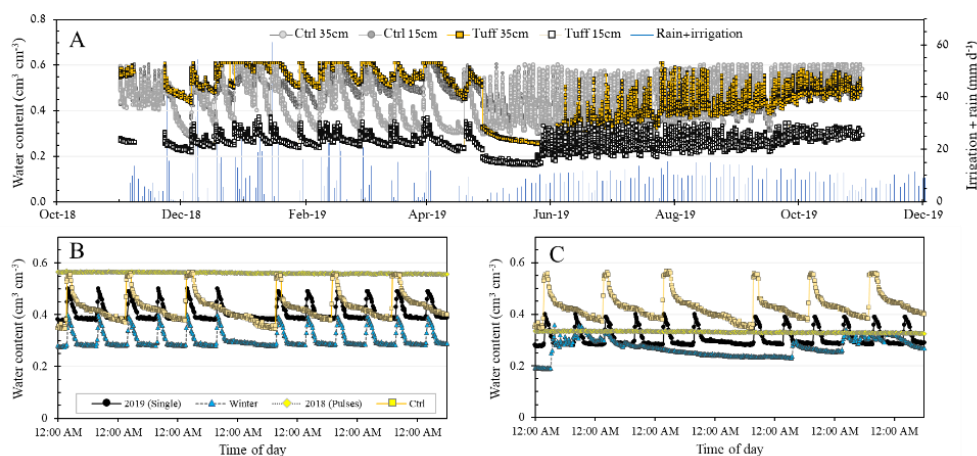 A
Ctrl 35cm Ctrl 15cm Tuff 35cm Tuff 15cm Rain+irrigation
Water content (cm³ cm⁻³)
0.8
0.6
0.4
0.2
0.0
Irrigation + rain (mm d⁻¹)
70
60
50
40
30
20
10
0
Oct-18 Dec-18 Feb-19 Apr-19 Jun-19 Aug-19 Oct-19 Dec-19
B
Water content (cm³ cm⁻³)
0.6
0.4
0.2
0
2019 (Single) Winter 2018 (Pulses) Ctrl
12:00 AM 12:00 AM 12:00 AM 12:00 AM 12:00 AM 12:00 AM 12:00 AM
Time of day
C
Water content (cm³ cm⁻³)
0.6
0.4
0.2
0
12:00 AM 12:00 AM 12:00 AM 12:00 AM 12:00 AM 12:00 AM 12:00 AM
Time of day